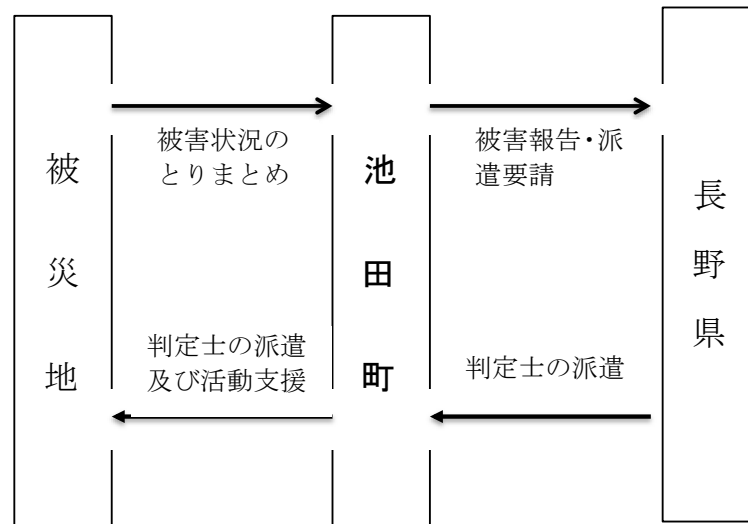 被災地
被害状況の
とりまとめ
池田町
被害報告・派
遣要請
長野県
判定士の派遣
及び活動支援
判定士の派遣